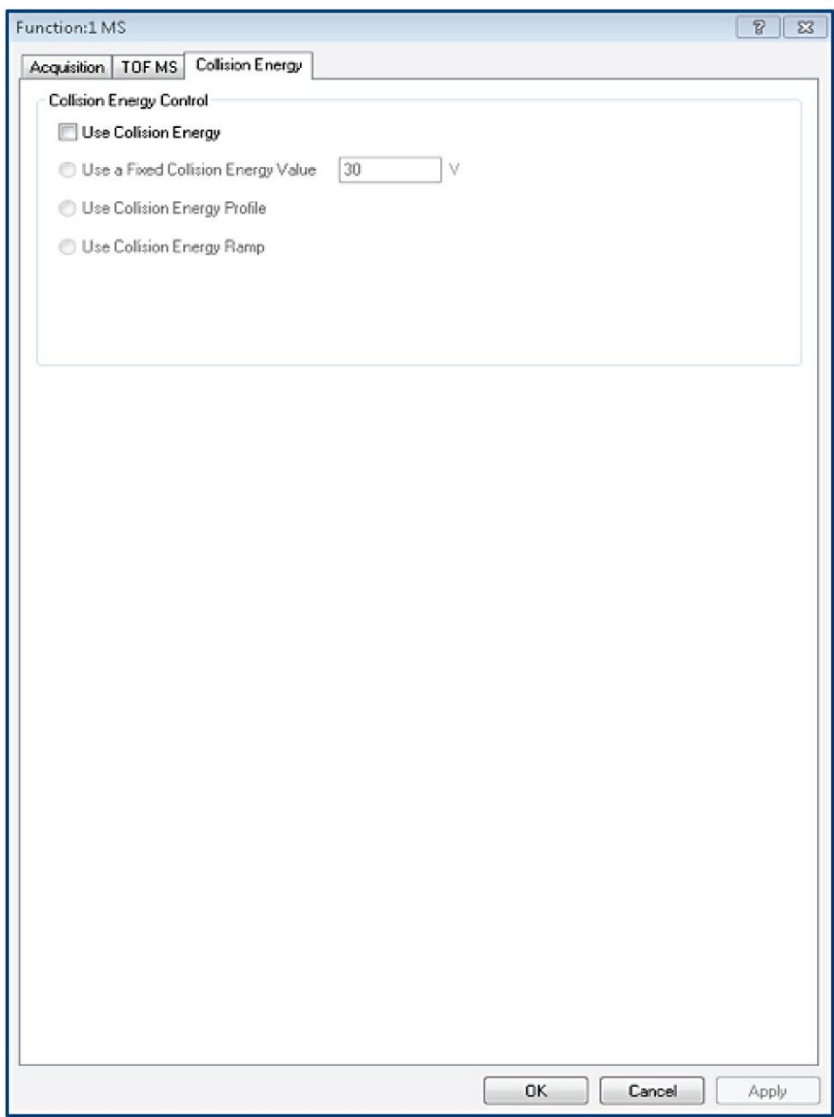 Function:1 MS
Acquisition TOF MS Collision Energy
Collision Energy Control
Use Collision Energy
Use a Fixed Collision Energy Value 30 V
Use Collision Energy Profile
Use Collision Energy Ramp
OK Cancel Apply